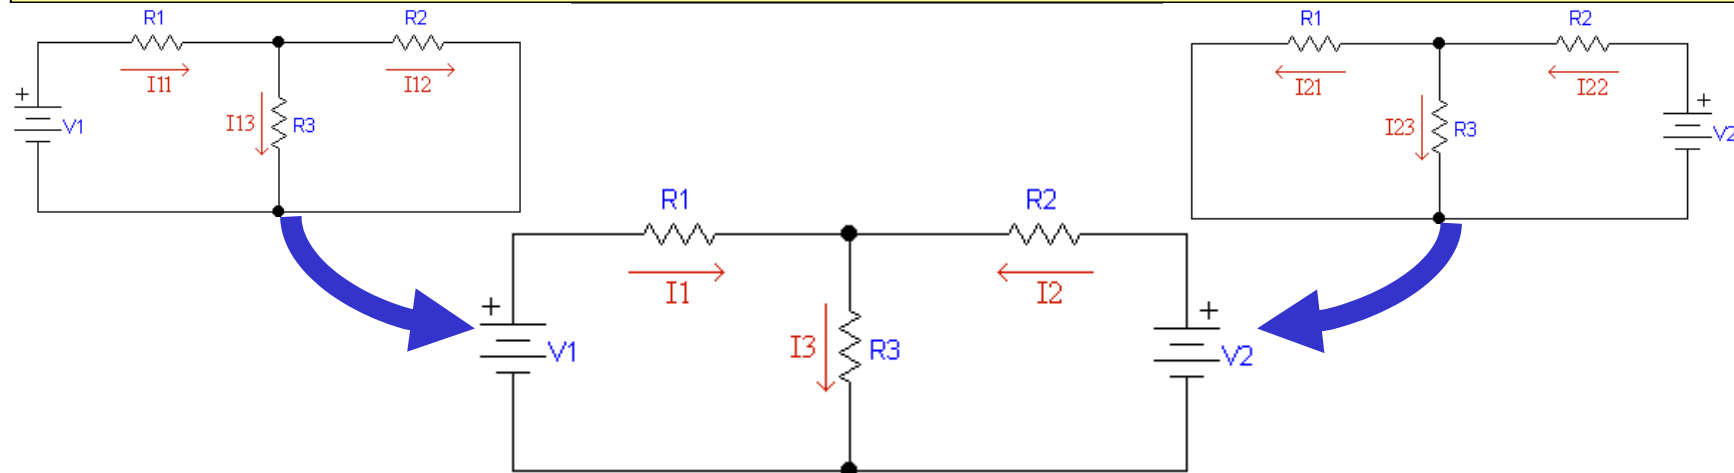 R1
R2
I11
I12
+
V1
I13
R3
R1
R2
I21
I22
I23
R3
+
V2
R1
R2
I1
I2
+
V1
I3
R3
+
V2